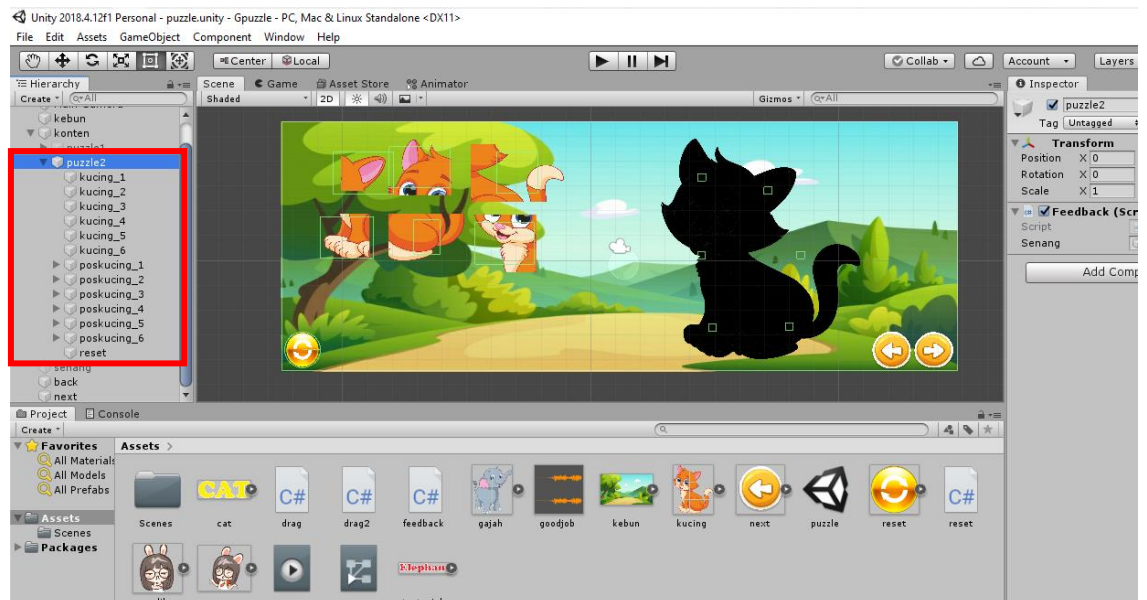 Unity 2018.4.12f1 Personal - puzzle.unity - Gpuzzle - PC, Mac & Linux Standalone <DX11>
File Edit Assets GameObject Component Window Help
Center Local Collab Account Layers
Hierarchy Scene Game Asset Store Animator Inspector
Create All Shaded 2D Gizmos All puzzle2
Main Camera
Tag Untagged
kebun
konten
puzzle1
puzzle2
kucing_1
kucing_2
kucing_3
kucing_4
kucing_5
kucing_6
poskucing_1
poskucing_2
poskucing_3
poskucing_4
poskucing_5
poskucing_6
reset
senang
back
next
Transform
Position X 0
Rotation X 0
Scale X 1
Feedback (Scr
Script
Senang
Add Comp
Project Console
Create
Favorites
All Materials
All Models
All Prefabs
Assets
Scenes
Packages
Assets >
CAT C# C# C# C#
Scenes cat drag drag2 feedback gajah goodjob kebun kucing next puzzle reset reset
Elephan